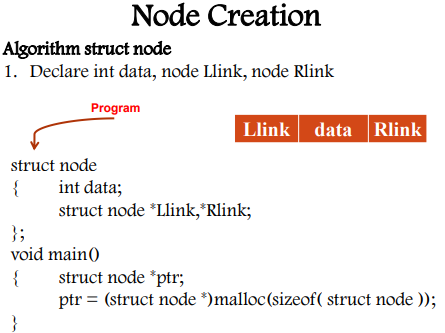 Node Creation
Algorithm struct node
1. Declare int data, node Llink, node Rlink
Program
Llink data Rlink
struct node
{ int data;
struct node *Llink,*Rlink;
};
void main()
{ struct node *ptr;
ptr = (struct node *)malloc(sizeof( struct node ));
}